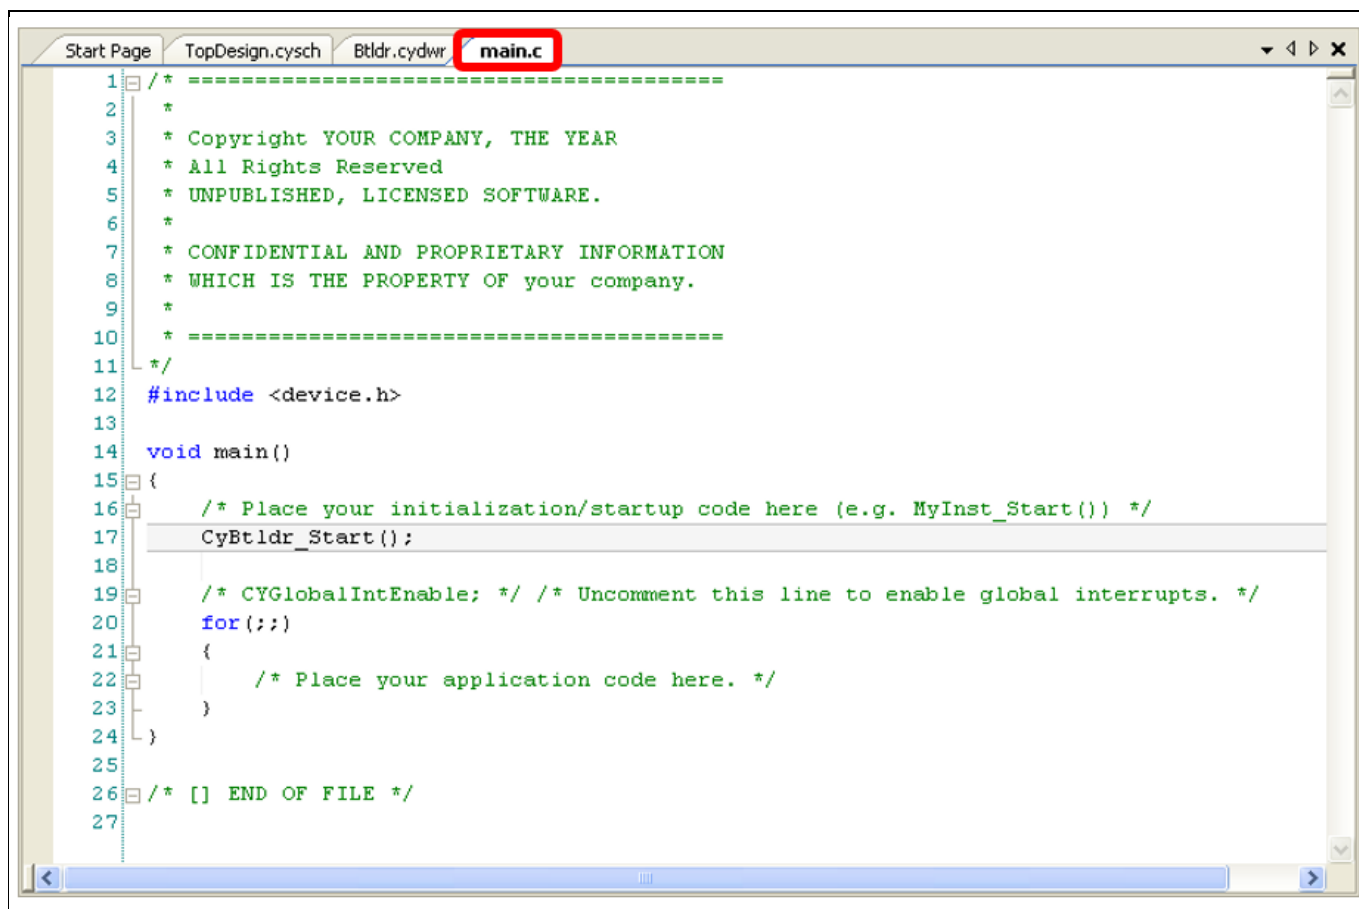 Start Page TopDesign.cysch Btldr.cydwr main.c
1 /* ========================================
2 *
3 * Copyright YOUR COMPANY, THE YEAR
4 * All Rights Reserved
5 * UNPUBLISHED, LICENSED SOFTWARE.
6 *
7 * CONFIDENTIAL AND PROPRIETARY INFORMATION
8 * WHICH IS THE PROPERTY OF your company.
9 *
10 * ========================================
11 */
12 #include <device.h>
13
14 void main()
15 {
16 /* Place your initialization/startup code here (e.g. MyInst_Start()) */
17 CyBtldr_Start();
18
19 /* CYGlobalIntEnable; */ /* Uncomment this line to enable global interrupts. */
20 for(;;)
21 {
22 /* Place your application code here. */
23 }
24 }
25
26 /* [] END OF FILE */
27